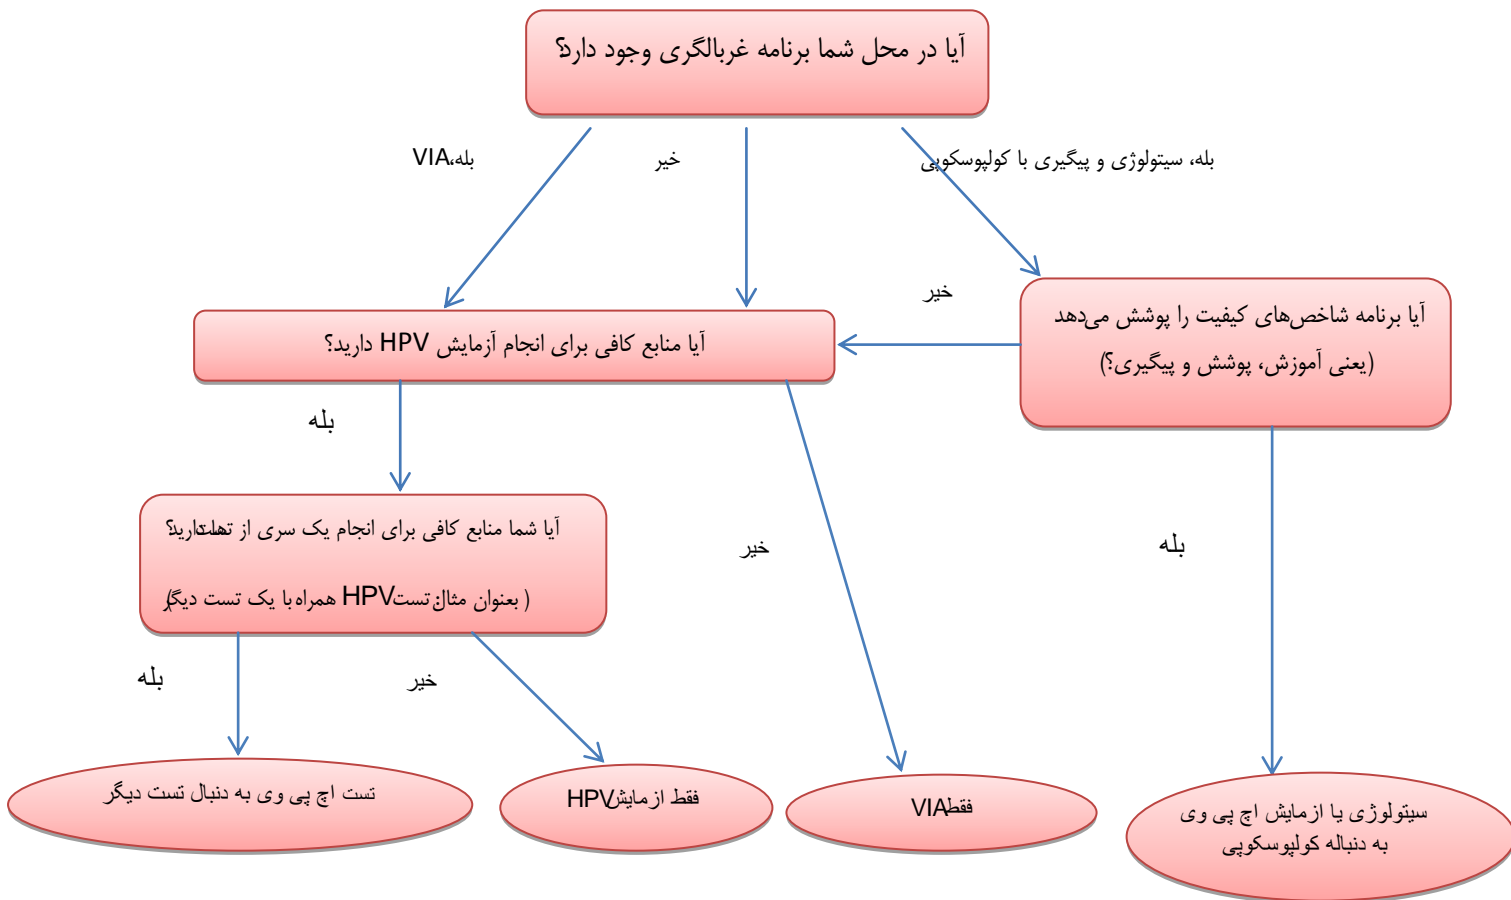 آیا در محل شما برنامه غربالگری وجود دارد؟
بله، سیتولوژی و پیگیری با کولپوسکوپی
خیر
بله،VIA
آیا برنامه شاخص‌های کیفیت را پوشش می‌دهد
(یعنی آموزش، پوشش و پیگیری؟)
خیر
آیا منابع کافی برای انجام آزمایش HPV دارید؟
بله
آیا شما منابع کافی برای انجام یک سری از تست‌ها دارید؟
( بعنوان مثال: تست HPV همراه با یک تست دیگر)
خیر
بله
بله
خیر
سیتولوژی یا ازمایش اچ پی وی
به دنباله کولپوسکوپی
فقط VIA
فقط ازمایش HPV
تست اچ پی وی به دنبال تست دیگر